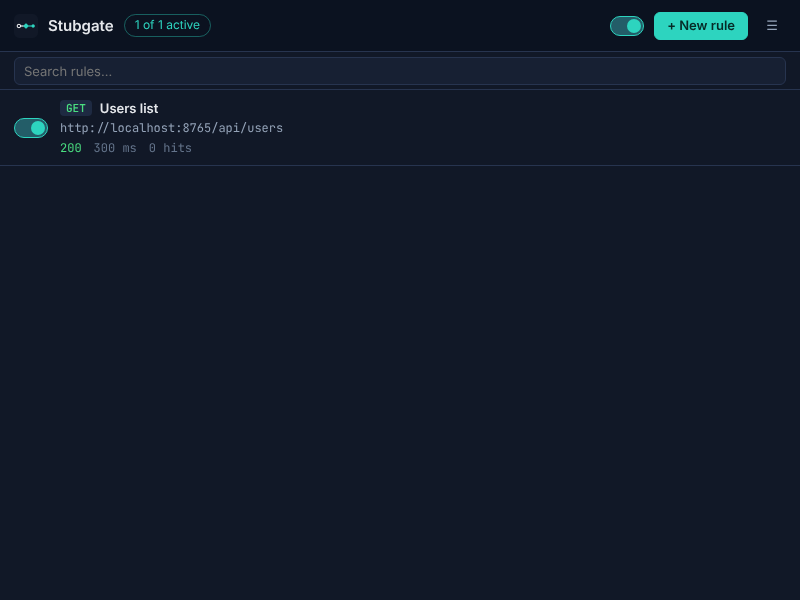 Stubgate
1 of 1 active
+ New rule
☰
Search rules...
GET Users list
http://localhost:8765/api/users
200 300 ms 0 hits